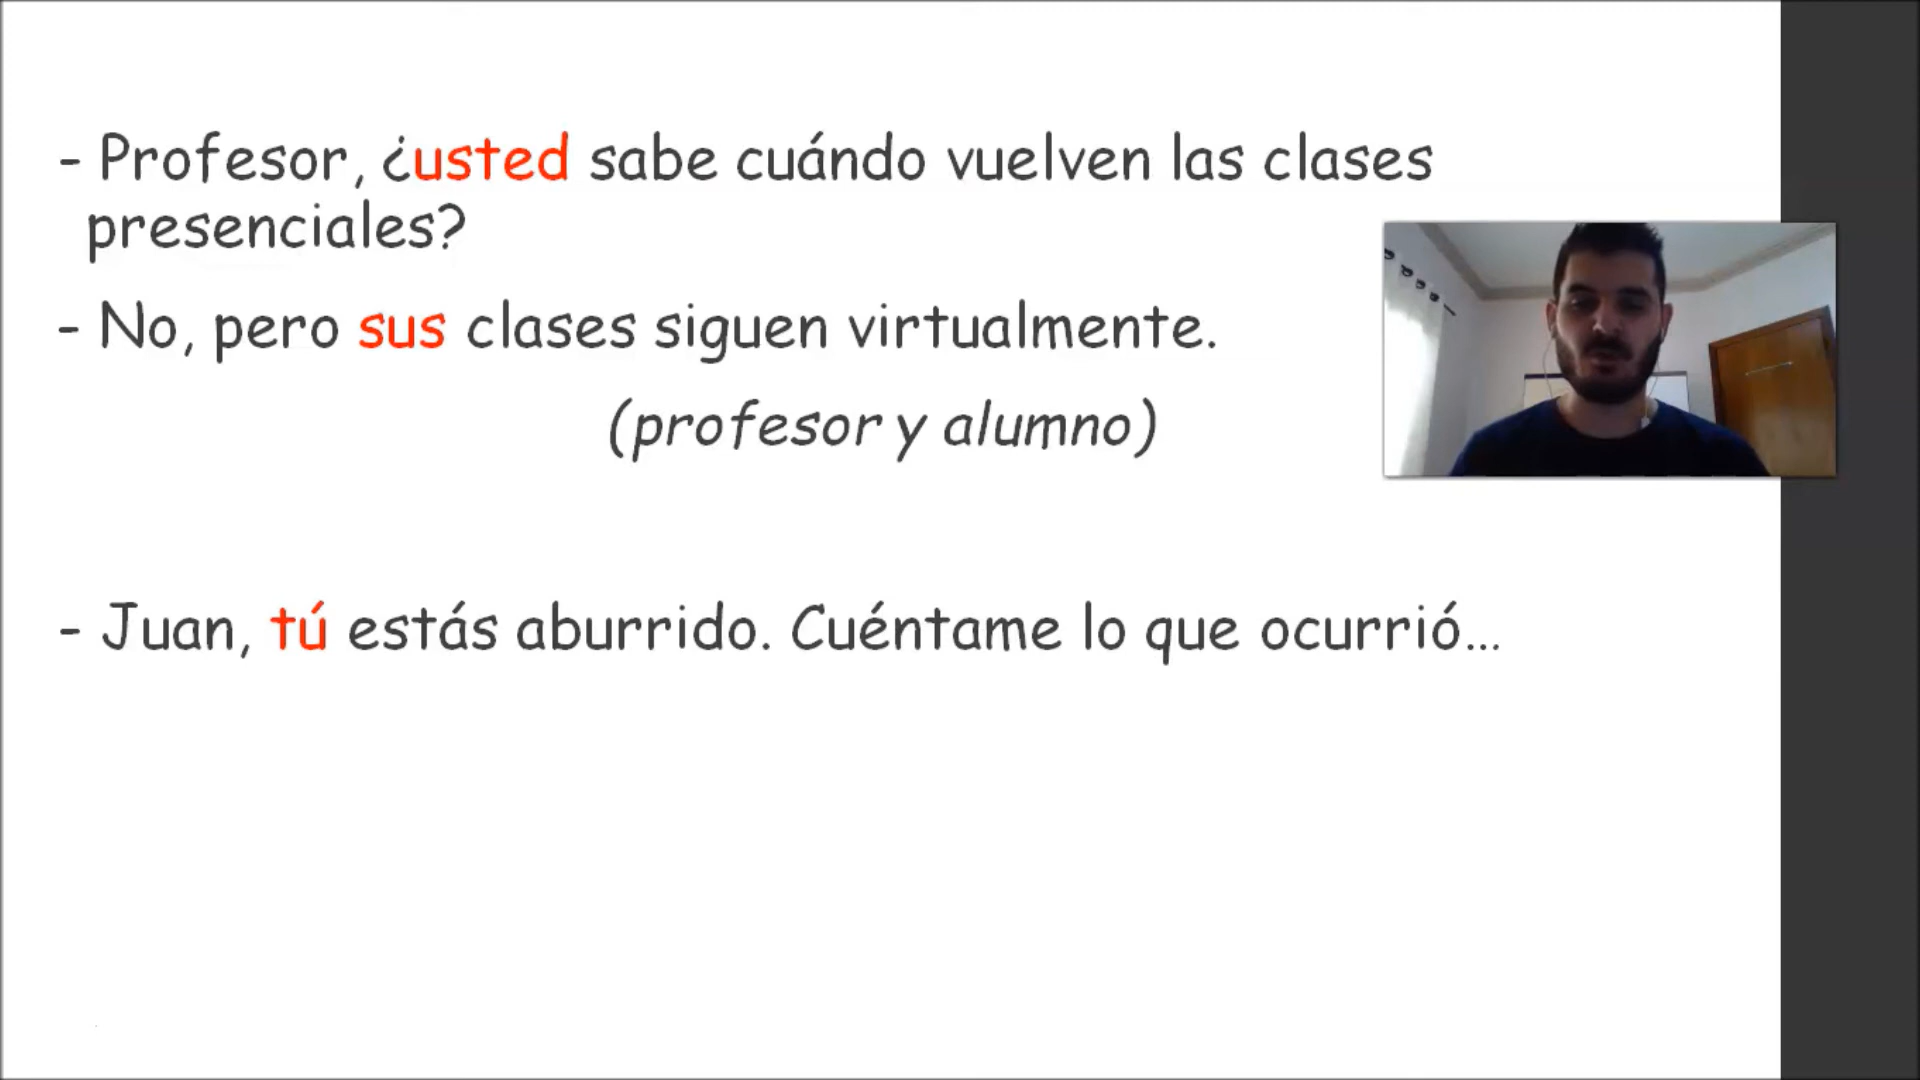 - Profesor, ¿usted sabe cuándo vuelven las clases
presenciales?
- No, pero sus clases siguen virtualmente.
(profesor y alumno)
- Juan, tú estás aburrido. Cuéntame lo que ocurrió...